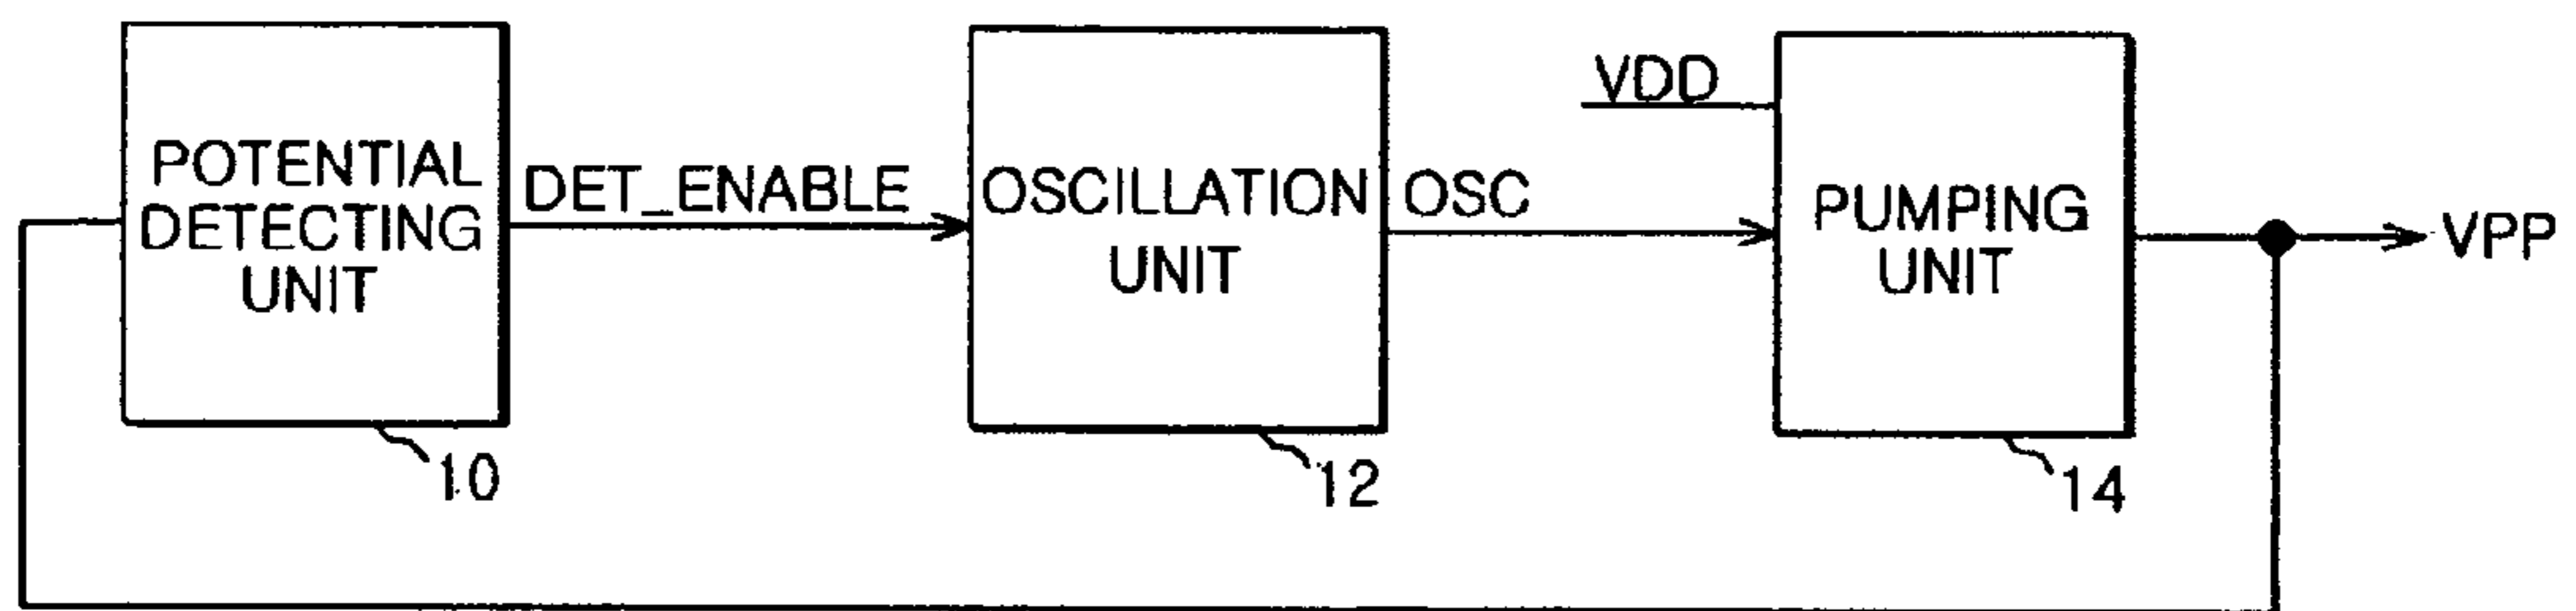 POTENTIAL
DETECTING
UNIT
10
DET_ENABLE
OSCILLATION
UNIT
12
OSC
VDD
PUMPING
UNIT
14
VPP